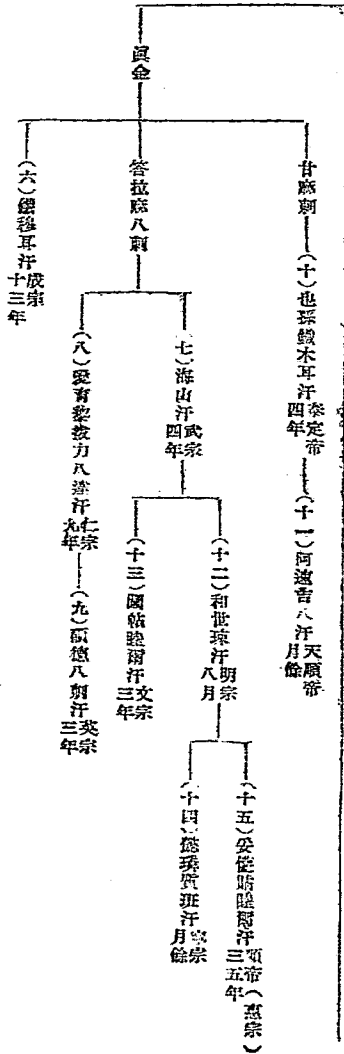 眞金
甘麻剌
(十)也孫鐵木耳汗 泰定帝 四年
(十一)阿速吉八汗 天順帝 月餘
答拉麻八剌
(七)海山汗 武宗 四年
(十二)和世㻋汗 明宗 八月
(十五)妥懽貼睦爾汗 順帝(惠宗) 三五年
(十四)懿璘質班汗 寧宗 月餘
(十三)圖帖睦爾汗 文宗 三年
(八)愛育黎拔力八達汗 仁宗 九年
(九)碩德八剌汗 英宗 三年
(六)鐵穆耳汗 成宗 十三年